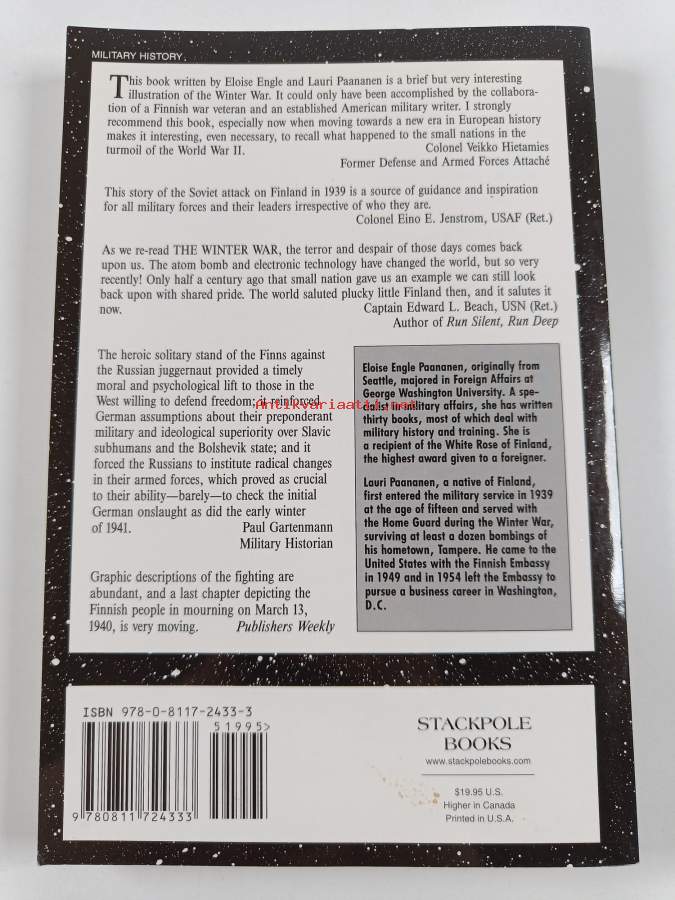 MILITARY HISTORY
This book written by Eloise Engle and Lauri Paananen is a brief but very interesting
illustration of the Winter War. It could only have been accomplished by the collabora-
tion of a Finnish war veteran and an established American military writer. I strongly
recommend this book, especially now when moving towards a new era in European history
makes it interesting, even necessary, to recall what happened to the small nations in the
turmoil of the World War II. Colonel Veikko Hietamies
Former Defense and Armed Forces Attaché
This story of the Soviet attack on Finland in 1939 is a source of guidance and inspiration
for all military forces and their leaders irrespective of who they are.
Colonel Eino E. Jenstrom, USAF (Ret.)
As we re-read THE WINTER WAR, the terror and despair of those days comes back
upon us. The atom bomb and electronic technology have changed the world, but so very
recently! Only half a century ago that small nation gave us an example we can still look
back upon with shared pride. The world saluted plucky little Finland then, and it salutes it
now. Captain Edward L. Beach, USN (Ret.)
Author of Run Silent, Run Deep
The heroic solitary stand of the Finns against
the Russian juggernaut provided a timely
moral and psychological lift to those in the
West willing to defend freedom; it reinforced
German assumptions about their preponderant
military and ideological superiority over Slavic
subhumans and the Bolshevik state; and it
forced the Russians to institute radical changes
in their armed forces, which proved as crucial
to their ability—barely—to check the initial
German onslaught as did the early winter
of 1941. Paul Gartenmann
Military Historian
Graphic descriptions of the fighting are
abundant, and a last chapter depicting the
Finnish people in mourning on March 13,
1940, is very moving. Publishers Weekly
Eloise Engle Paananen, originally from
Seattle, majored in Foreign Affairs at
George Washington University. A spe-
cialist in military affairs, she has written
thirty books, most of which deal with
military history and training. She is
a recipient of the White Rose of Finland,
the highest award given to a foreigner.
Lauri Paananen, a native of Finland,
first entered the military service in 1939
at the age of fifteen and served with
the Home Guard during the Winter War,
surviving at least a dozen bombings of
his hometown, Tampere. He came to the
United States with the Finnish Embassy
in 1949 and in 1954 left the Embassy to
pursue a business career in Washington,
D.C.
Antikvariaatti.net
ISBN 978-0-8117-2433-3
51995>
9 780811 724333
STACKPOLE
BOOKS
www.stackpolebooks.com
$19.95 U.S.
Higher in Canada
Printed in U.S.A.